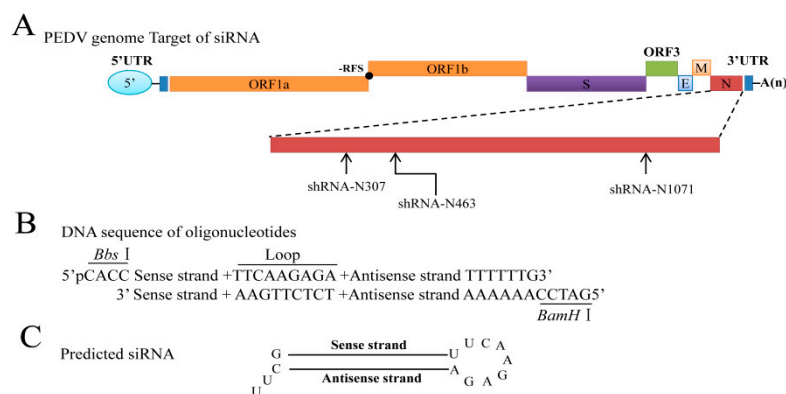 A
PEDV genome Target of siRNA
5'UTR
-RFS
ORF3
M
3'UTR
5'
ORF1a
ORF1b
S
E
N
A(n)
shRNA-N307
shRNA-N463
shRNA-N1071
B
DNA sequence of oligonucleotides
Bbs I
Loop
5'pCACC Sense strand +TTCAAGAGA +Antisense strand TTTTTTG3'
3' Sense strand + AAGTTCTCT +Antisense strand AAAAAACCTAG5'
BamH I
C
Predicted siRNA
Sense strand
Antisense strand
G
C
U
U
U
U
C
A
A
G
A
G
A